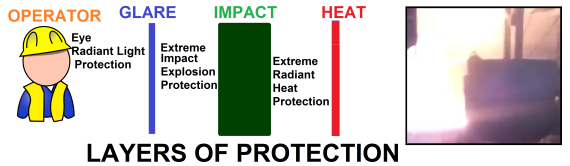 OPERATOR
GLARE
IMPACT
HEAT
Eye
Radiant Light
Protection
Extreme
Impact
Explosion
Protection
Extreme
Radiant
Heat
Protection
LAYERS OF PROTECTION